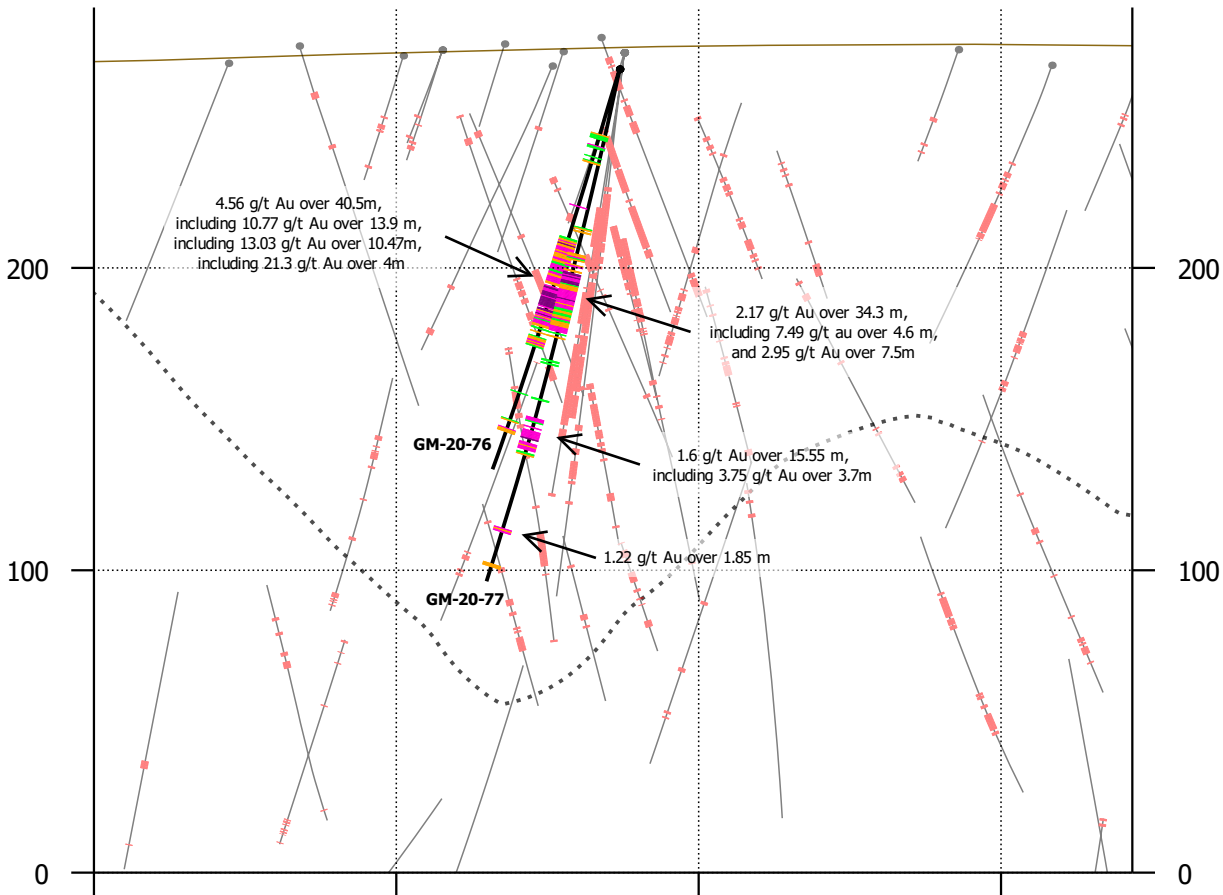 4.56 g/t Au over 40.5m,
including 10.77 g/t Au over 13.9 m,
including 13.03 g/t Au over 10.47m,
including 21.3 g/t Au over 4m
200
200
2.17 g/t Au over 34.3 m,
including 7.49 g/t au over 4.6 m,
and 2.95 g/t Au over 7.5m
GM-20-76
1.6 g/t Au over 15.55 m,
including 3.75 g/t Au over 3.7m
1.22 g/t Au over 1.85 m
100
100
GM-20-77
0
0